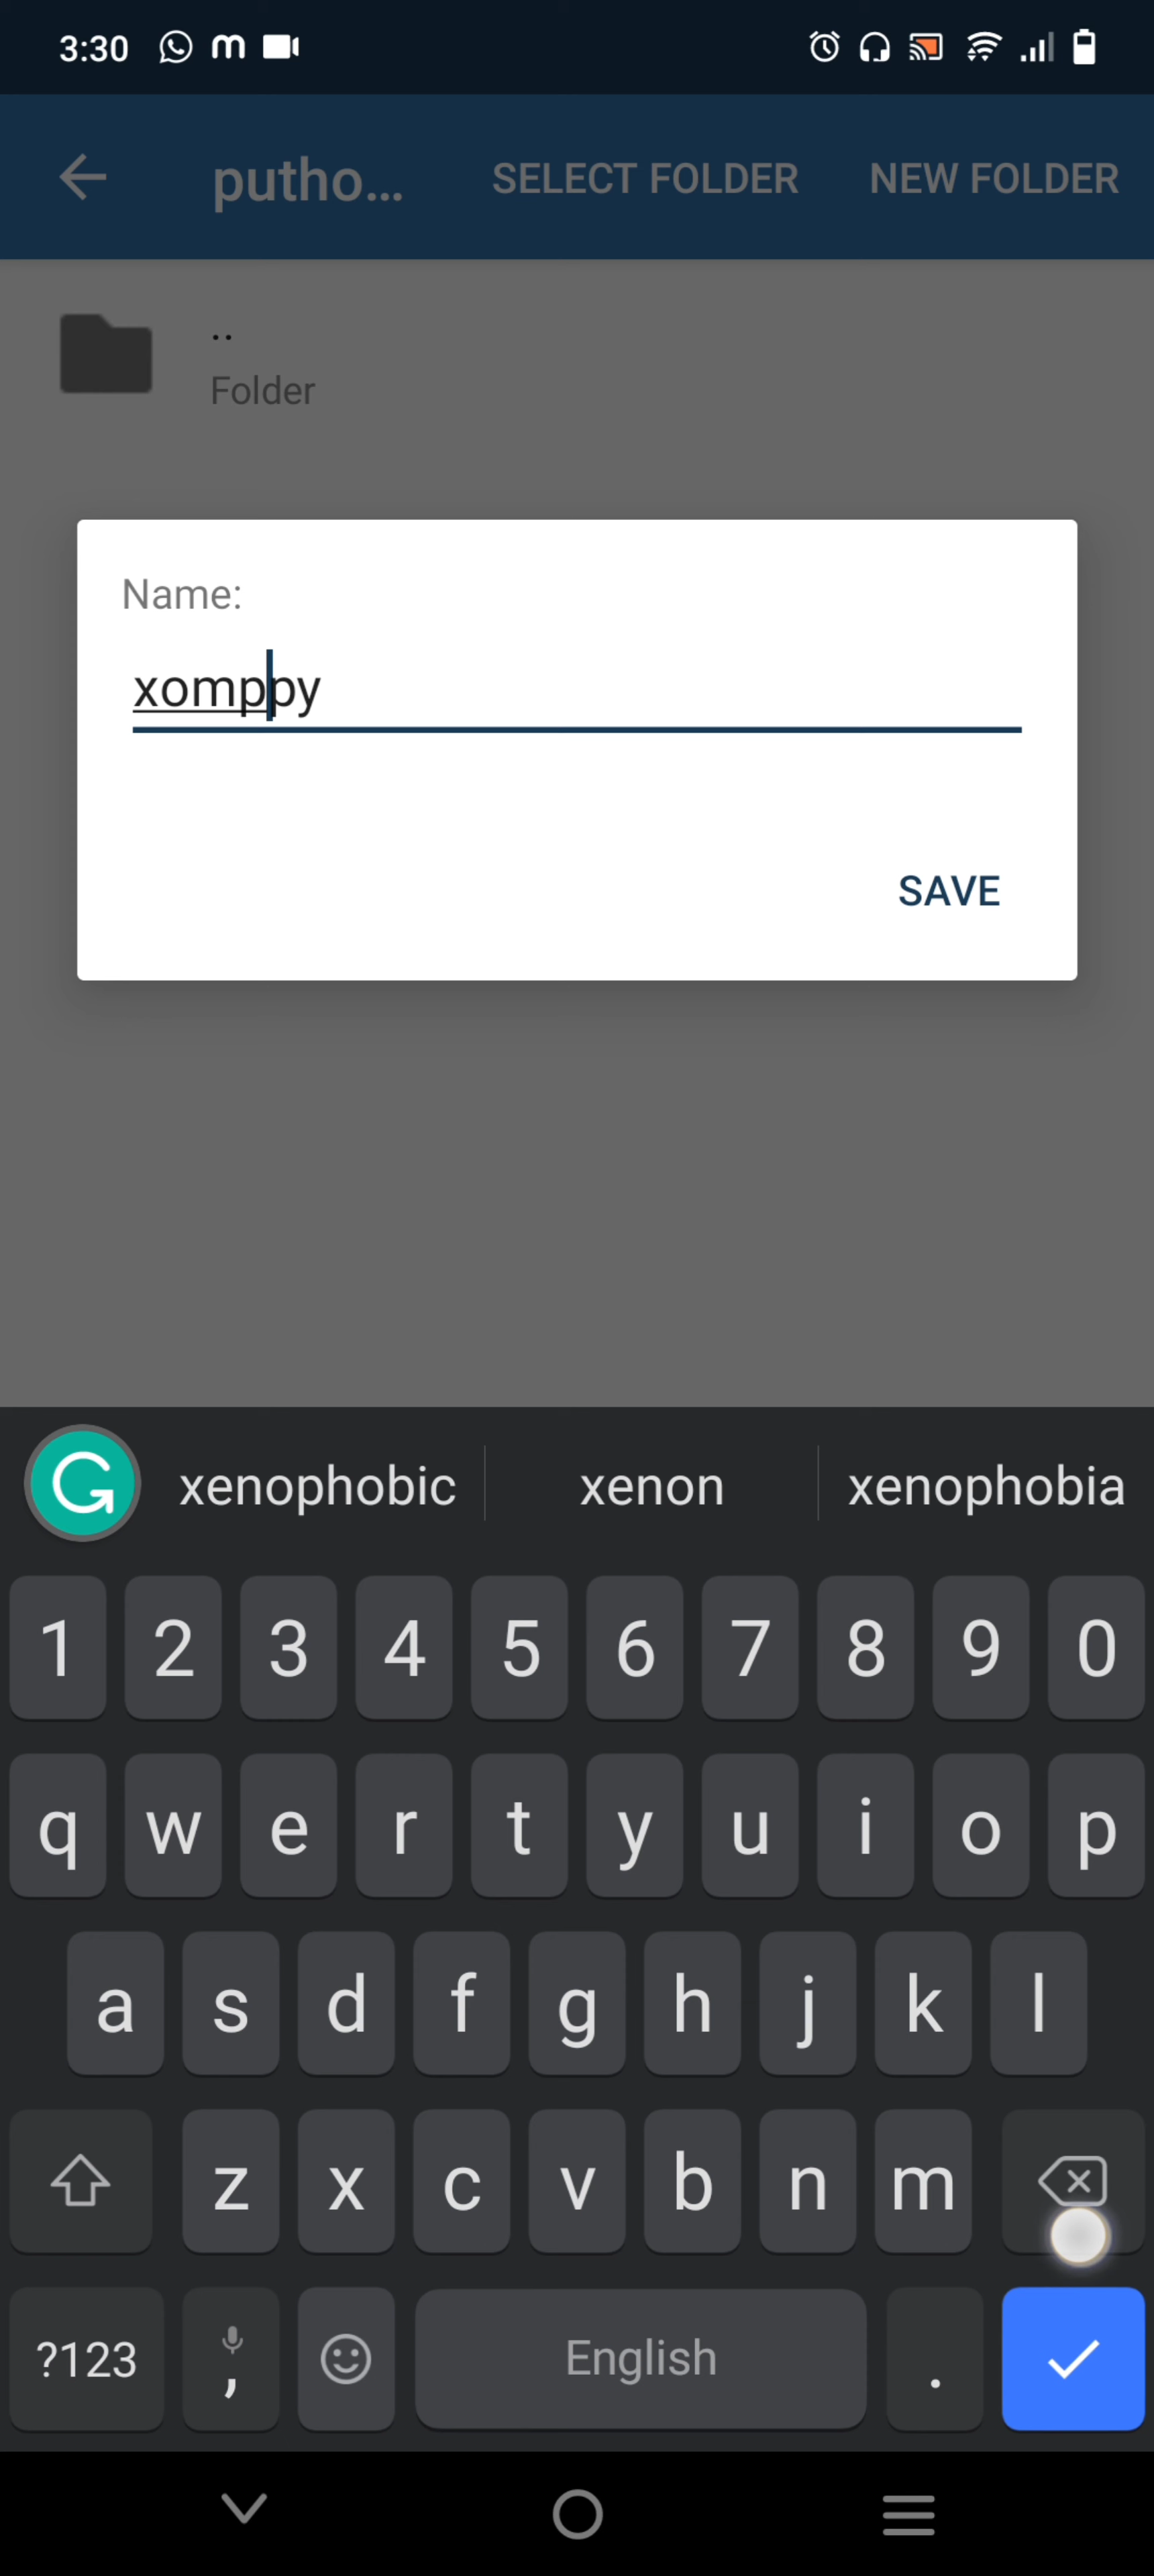 3:30
putho...
SELECT FOLDER
NEW FOLDER
..
Folder
Name:
xomppy
SAVE
xenophobic
xenon
xenophobia
1 2 3 4 5 6 7 8 9 0
q w e r t y u i o p
a s d f g h j k l
z x c v b n m
?123 , English .